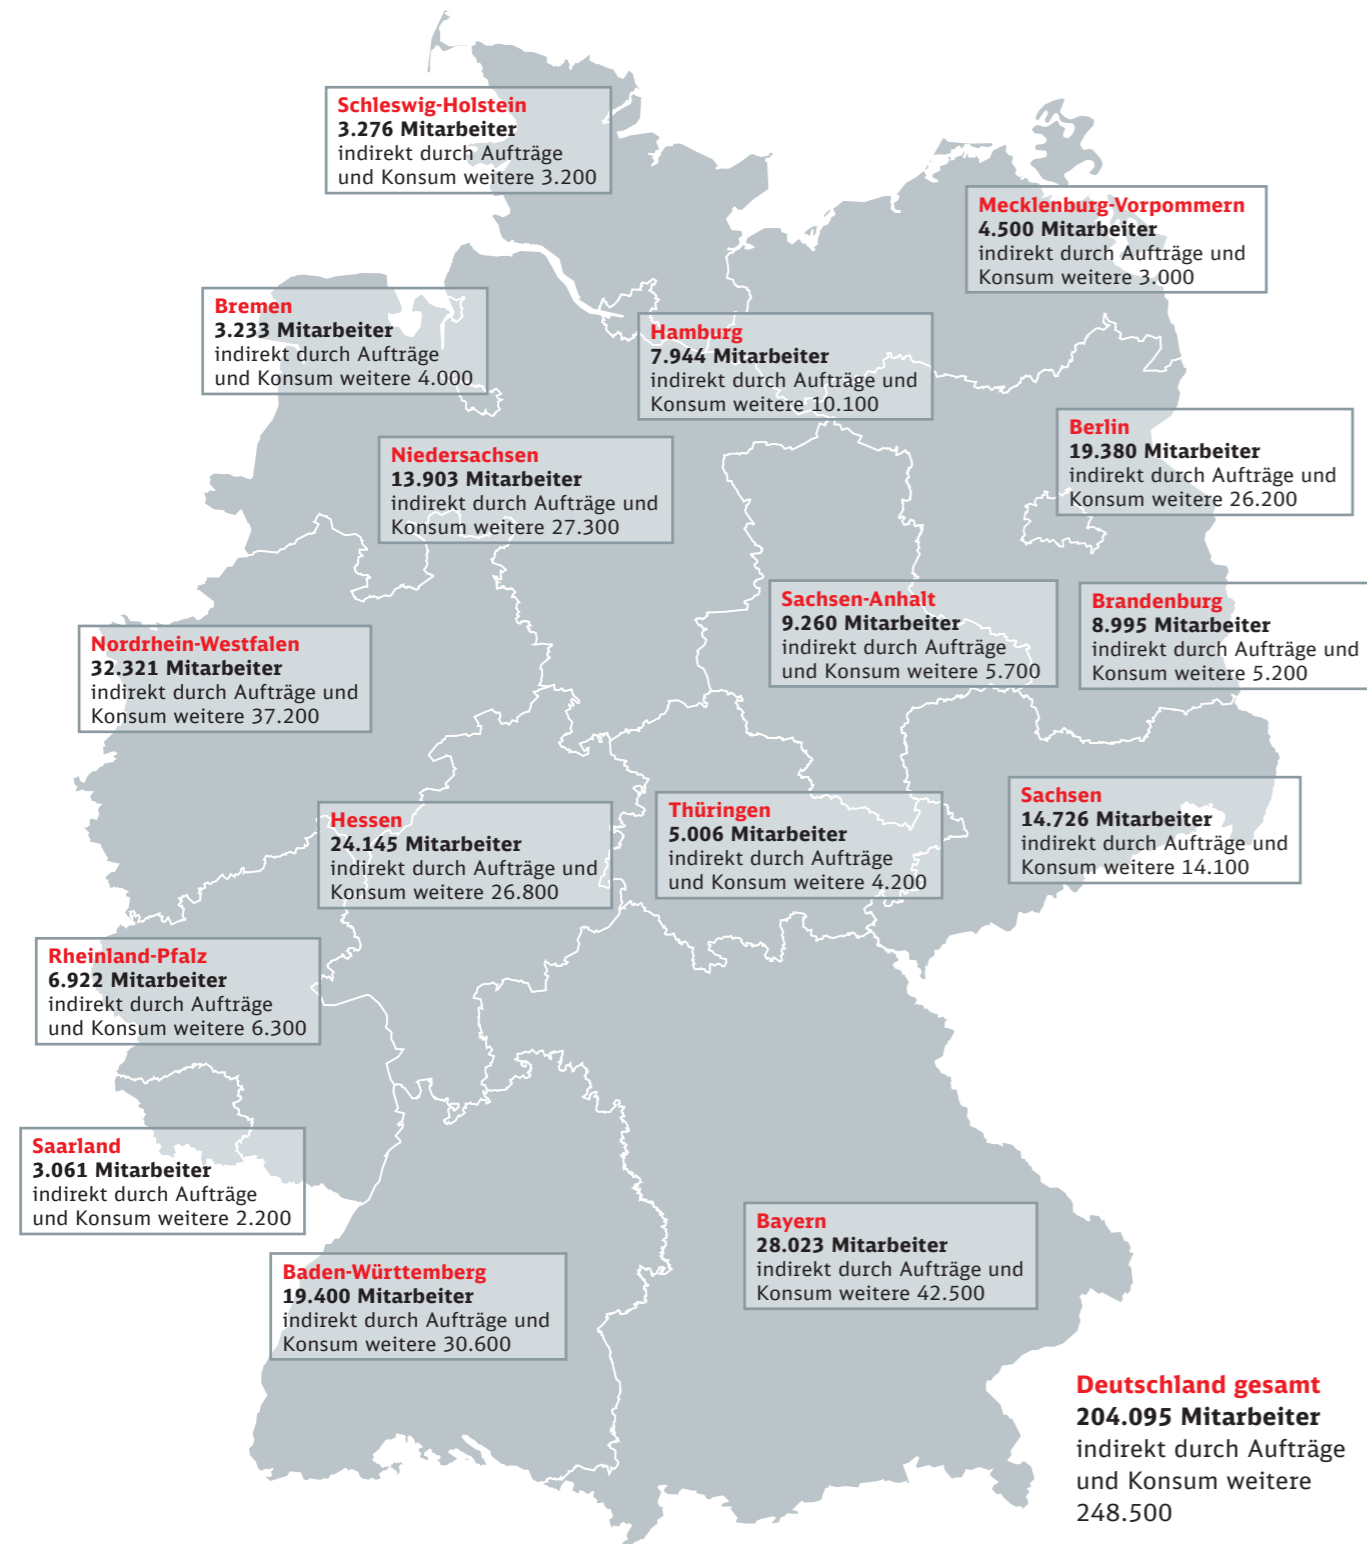 Schleswig-Holstein
3.276 Mitarbeiter
indirekt durch Aufträge
und Konsum weitere 3.200
Mecklenburg-Vorpommern
4.500 Mitarbeiter
indirekt durch Aufträge und
Konsum weitere 3.000
Bremen
3.233 Mitarbeiter
indirekt durch Aufträge
und Konsum weitere 4.000
Hamburg
7.944 Mitarbeiter
indirekt durch Aufträge und
Konsum weitere 10.100
Berlin
19.380 Mitarbeiter
indirekt durch Aufträge und
Konsum weitere 26.200
Niedersachsen
13.903 Mitarbeiter
indirekt durch Aufträge und
Konsum weitere 27.300
Sachsen-Anhalt
9.260 Mitarbeiter
indirekt durch Aufträge
und Konsum weitere 5.700
Brandenburg
8.995 Mitarbeiter
indirekt durch Aufträge und
Konsum weitere 5.200
Nordrhein-Westfalen
32.321 Mitarbeiter
indirekt durch Aufträge und
Konsum weitere 37.200
Hessen
24.145 Mitarbeiter
indirekt durch Aufträge und
Konsum weitere 26.800
Thüringen
5.006 Mitarbeiter
indirekt durch Aufträge
und Konsum weitere 4.200
Sachsen
14.726 Mitarbeiter
indirekt durch Aufträge und
Konsum weitere 14.100
Rheinland-Pfalz
6.922 Mitarbeiter
indirekt durch Aufträge
und Konsum weitere 6.300
Saarland
3.061 Mitarbeiter
indirekt durch Aufträge
und Konsum weitere 2.200
Bayern
28.023 Mitarbeiter
indirekt durch Aufträge und
Konsum weitere 42.500
Baden-Württemberg
19.400 Mitarbeiter
indirekt durch Aufträge und
Konsum weitere 30.600
Deutschland gesamt
204.095 Mitarbeiter
indirekt durch Aufträge
und Konsum weitere
248.500